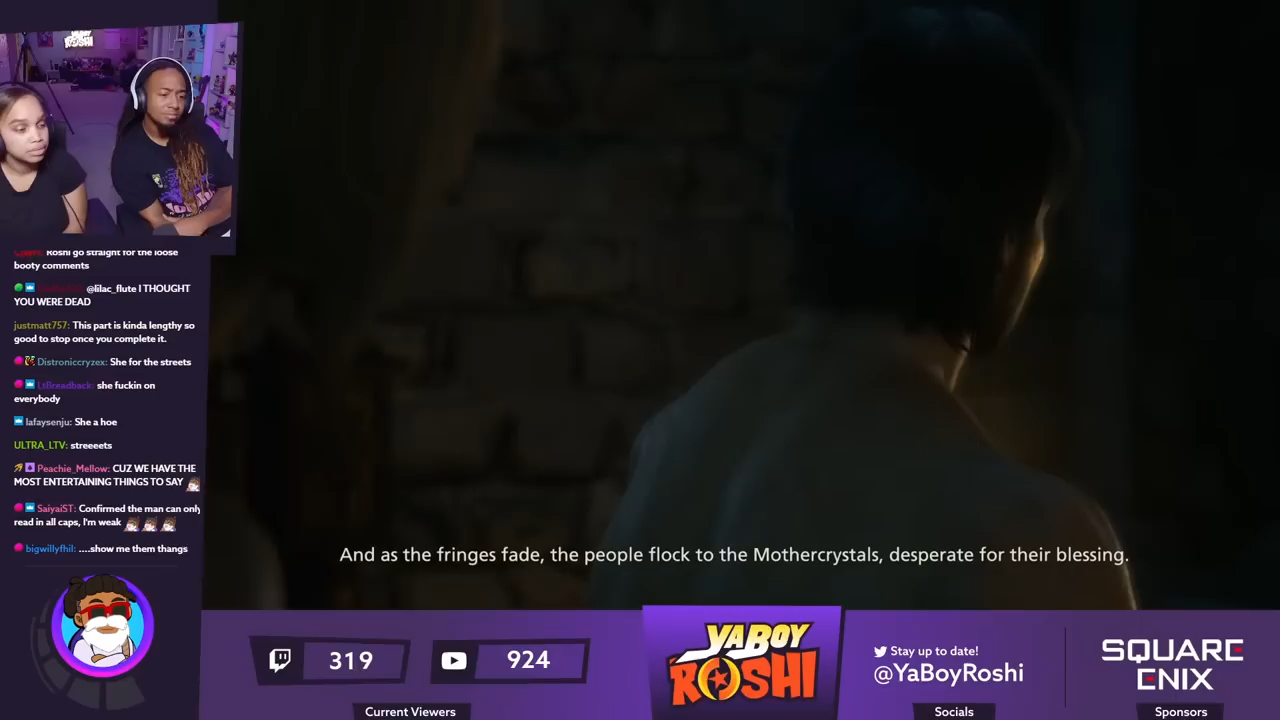 YABOY
ROSHI
Roshi go straight for the loose
booty comments
@lilac_flute I THOUGHT
YOU WERE DEAD
justmatt757: This part is kinda lengthy so
good to stop once you complete it.
Distroniccryzex: She for the streets
LtBreadback: she fuckin on
everybody
lafaysenju: She a hoe
ULTRA_LTV: streeeets
Peachie_Mellow: CUZ WE HAVE THE
MOST ENTERTAINING THINGS TO SAY
SaiyaiST: Confirmed the man can only
read in all caps, I'm weak
bigwillyfhil: ....show me them thangs
And as the fringes fade, the people flock to the Mothercrystals, desperate for their blessing.
319
924
Current Viewers
YABOY
ROSHI
Stay up to date!
@YaBoyRoshi
Socials
SQUARE
ENIX
Sponsors